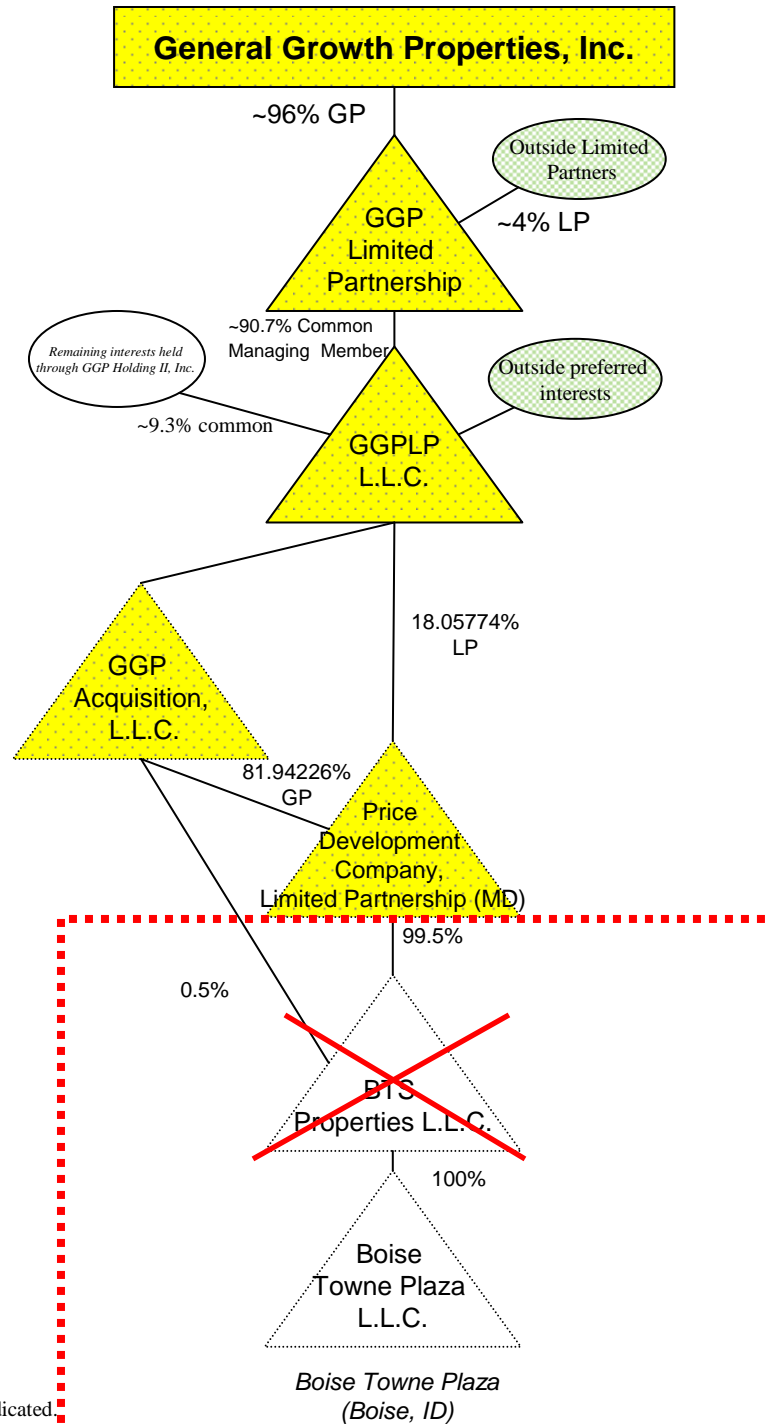 General Growth Properties, Inc.
~96% GP
Outside Limited
Partners
GGP
Limited
Partnership
~4% LP
~90.7% Common
Managing Member
Remaining interests held
through GGP Holding II, Inc.
~9.3% common
Outside preferred
interests
GGPLP
L.L.C.
18.05774%
LP
GGP
Acquisition,
L.L.C.
81.94226%
GP
Price
Development
Company,
Limited Partnership (MD)
99.5%
0.5%
BTS
Properties L.L.C.
100%
Boise
Towne Plaza
L.L.C.
Boise Towne Plaza
(Boise, ID)
dicated.